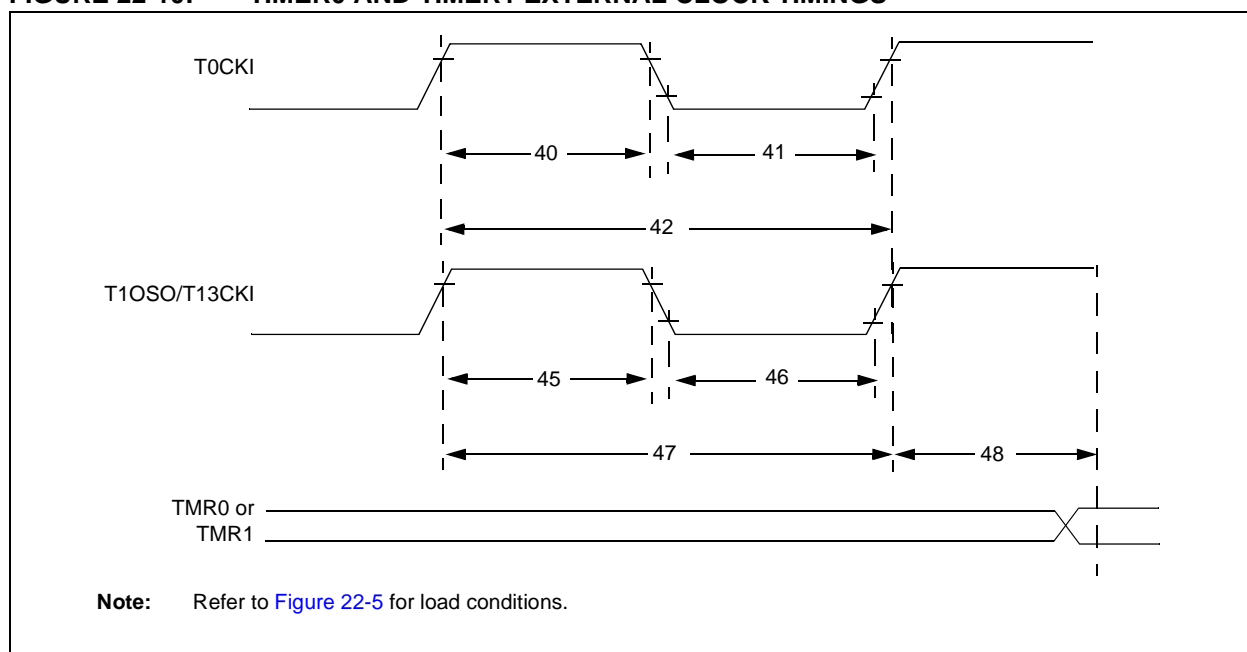 T0CKI
40
41
42
T1OSO/T13CKI
45
46
47
48
TMR0 or
TMR1
Note: Refer to Figure 22-5 for load conditions.